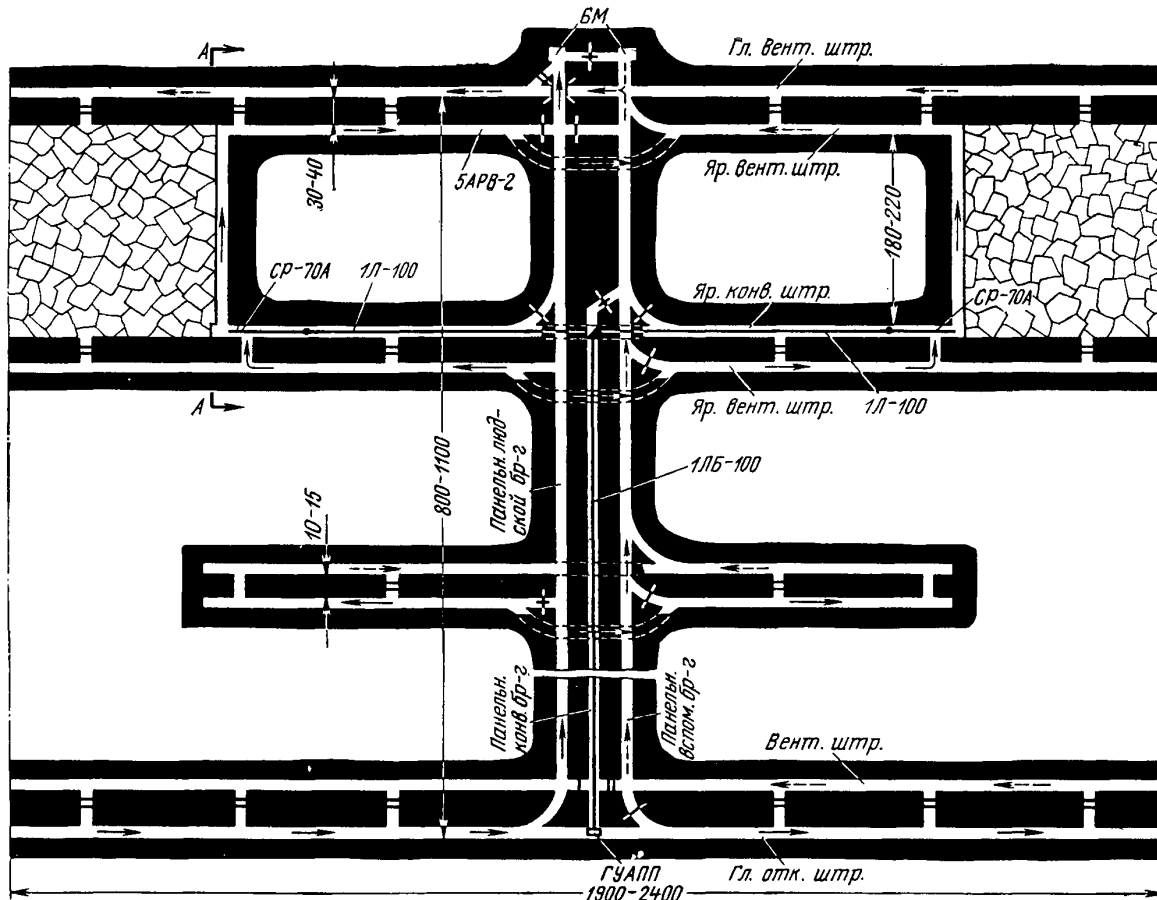 БМ
А
Гл. вент. штр.
5АРВ-2
Яр. вент. штр.
30-40
180-220
СР-70А
1Л-100
Яр. конв. штр.
СР-70А
А
Яр. вент. штр.
1Л-100
800-1100
Панельн. люд-
ской бр-г
1ЛБ-100
10-15
Панельн.
конв. бр-г
Панельн.
вспом. бр-г
Вент. штр.
ГУАПП
Гл. отк. штр.
1900-2400